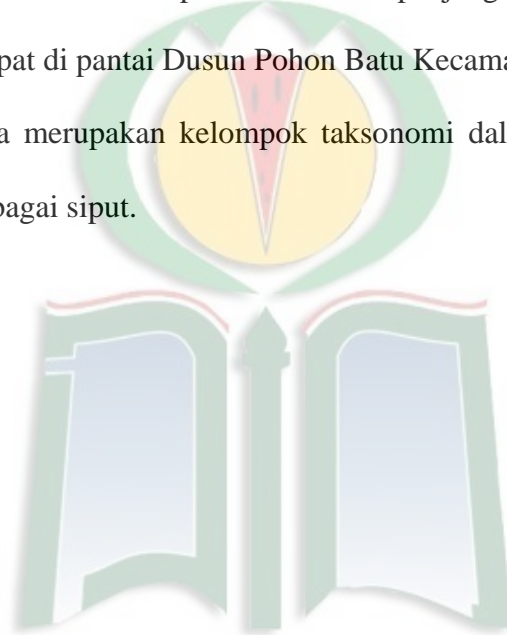 pat di pantai Dusun Pohon Batu Kecama
a merupakan kelompok taksonomi dal
bagai siput.